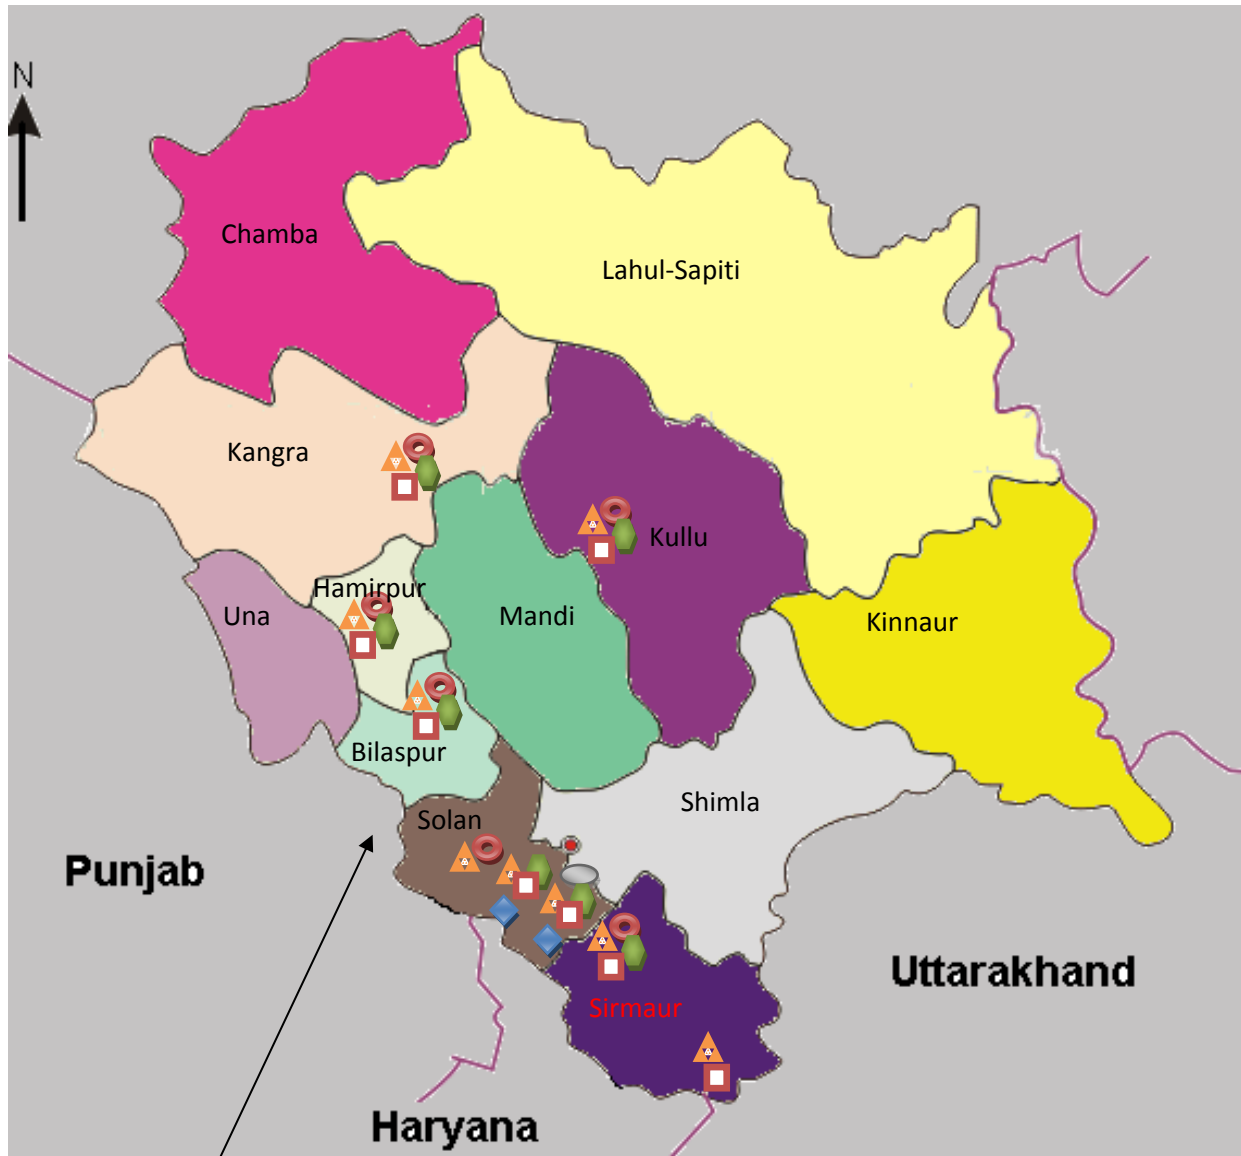 N
Chamba
Lahul-Sapiti
Kangra
Kullu
Hamirpur
Una
Mandi
Kinnaur
Bilaspur
Shimla
Solan
Punjab
Uttarakhand
Sirmaur
Haryana